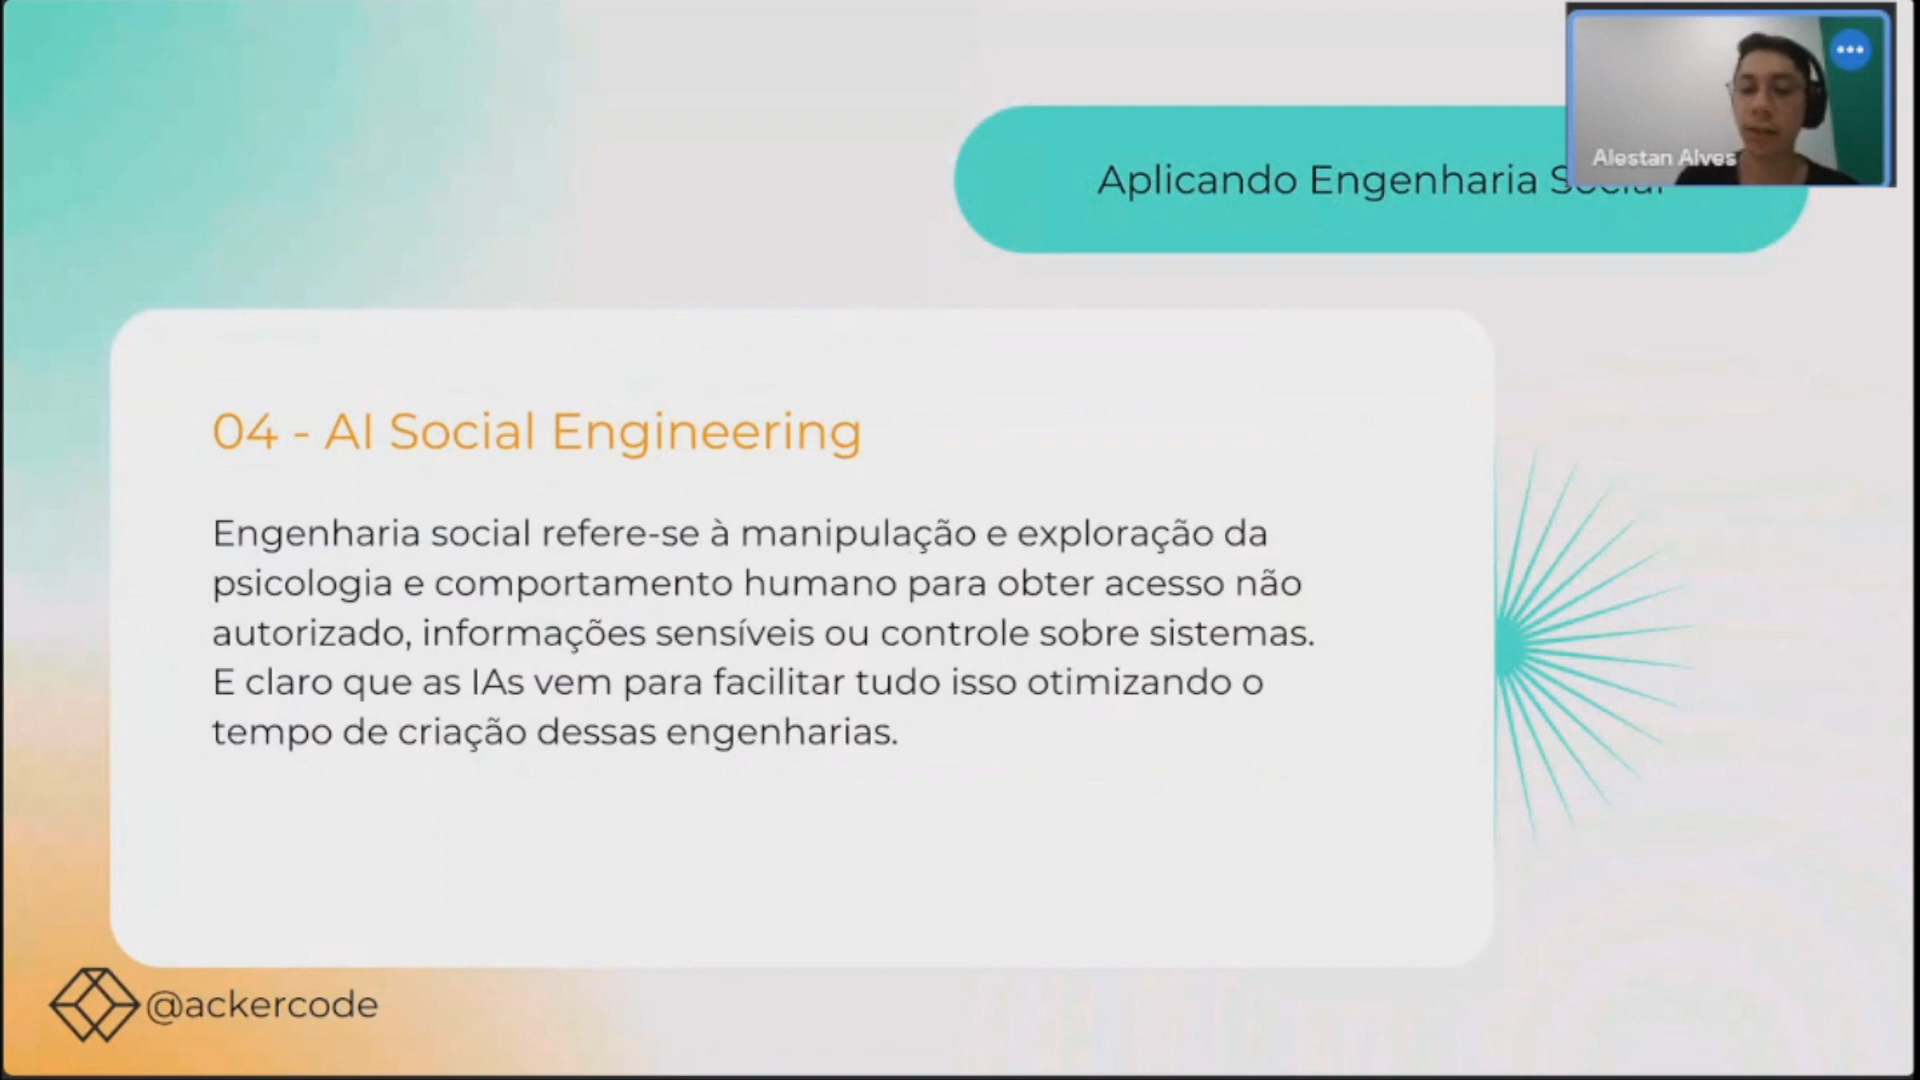 Aplicando Engenharia Social
Alestan Alves
04 - AI Social Engineering
Engenharia social refere-se à manipulação e exploração da
psicologia e comportamento humano para obter acesso não
autorizado, informações sensíveis ou controle sobre sistemas.
E claro que as IAs vem para facilitar tudo isso otimizando o
tempo de criação dessas engenharias.
@ackercode